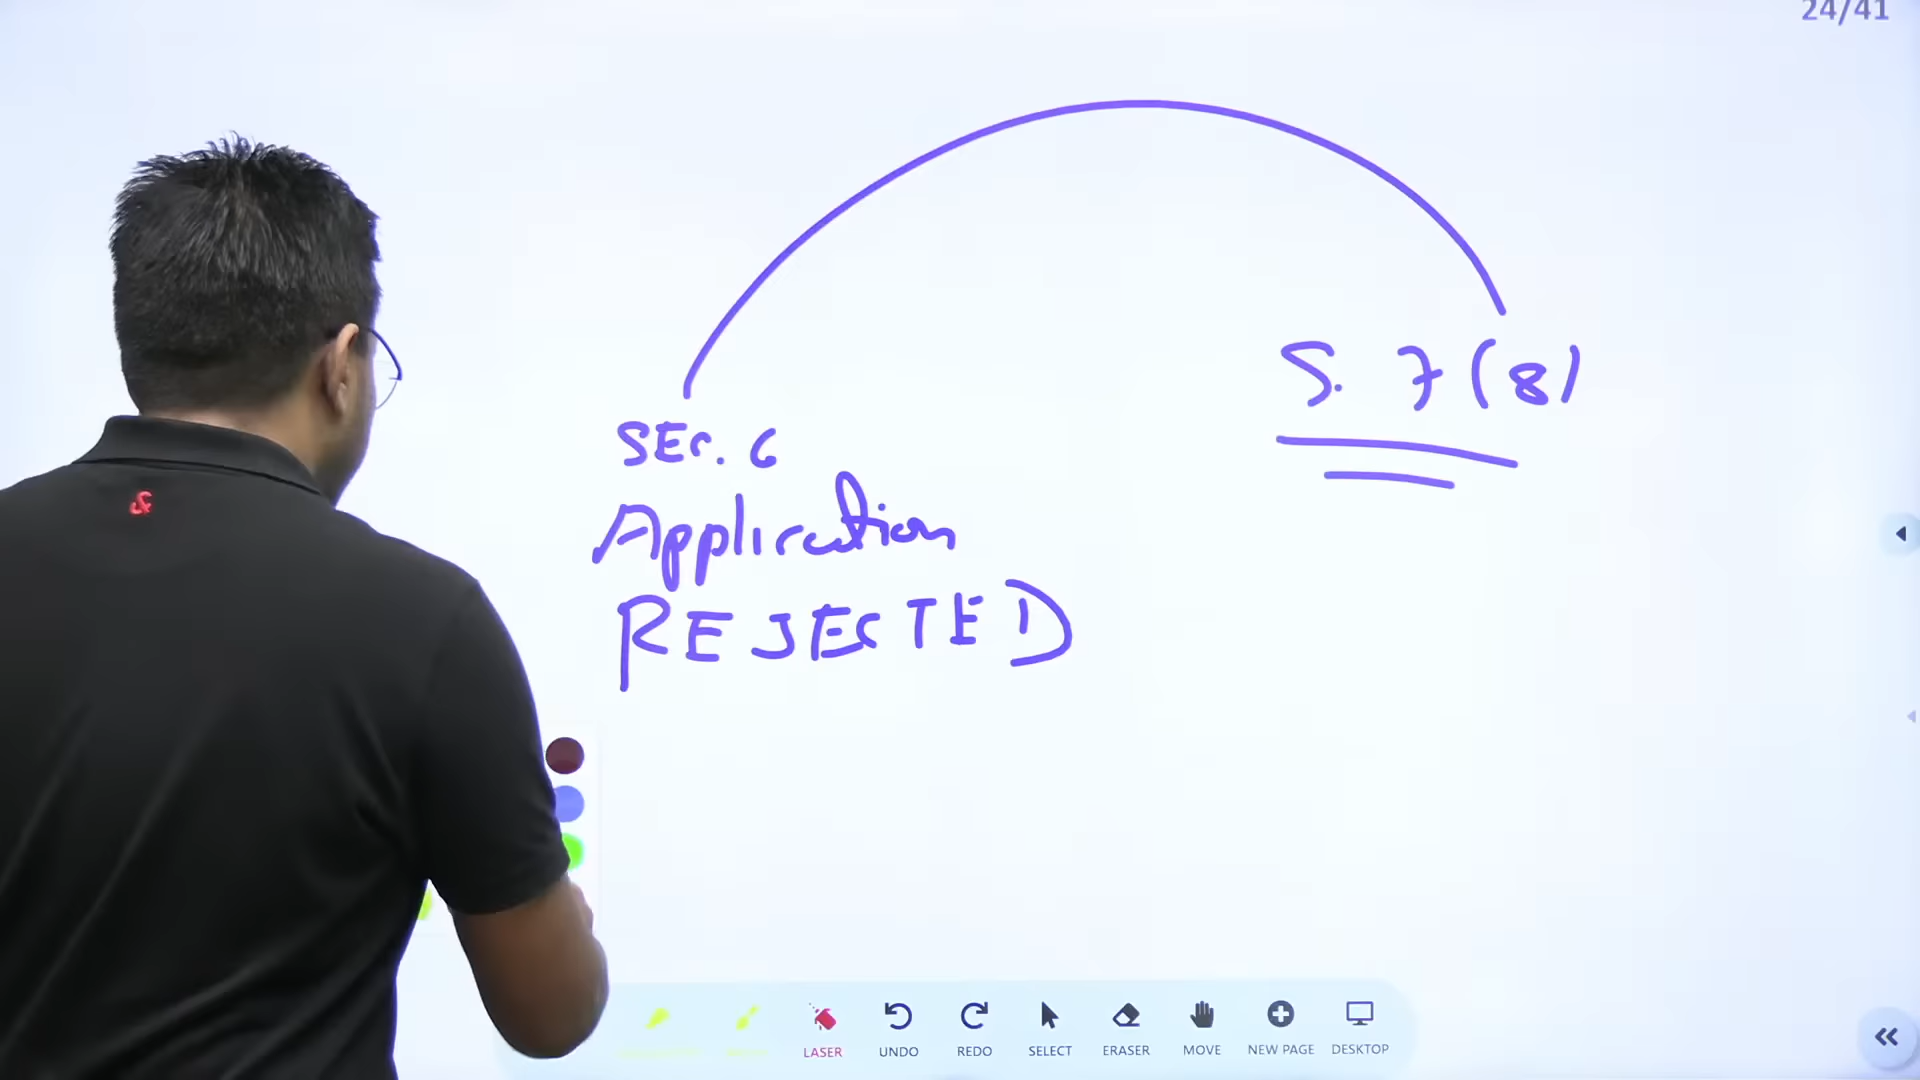 24/41
S. 7(8)
SEC. 6
Application
REJECTED
LASER
UNDO
REDO
SELECT
ERASER
MOVE
NEW PAGE
DESKTOP